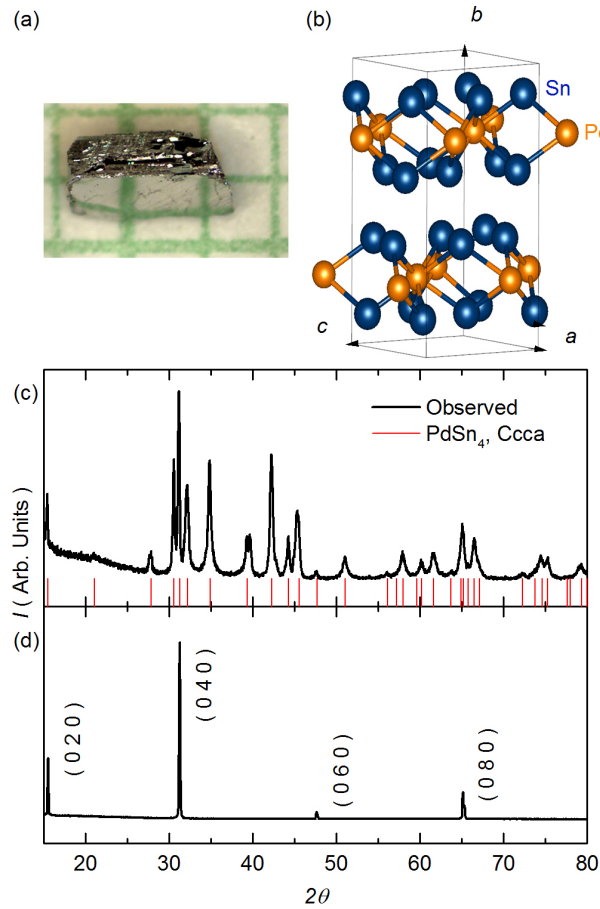 (a)
(b)
b
Sn
Pd
c
a
(c)
Observed
PdSn4, Ccca
I ( Arb. Units )
(d)
( 0 2 0 )
( 0 4 0 )
( 0 6 0 )
( 0 8 0 )
20 30 40 50 60 70 80
2θ